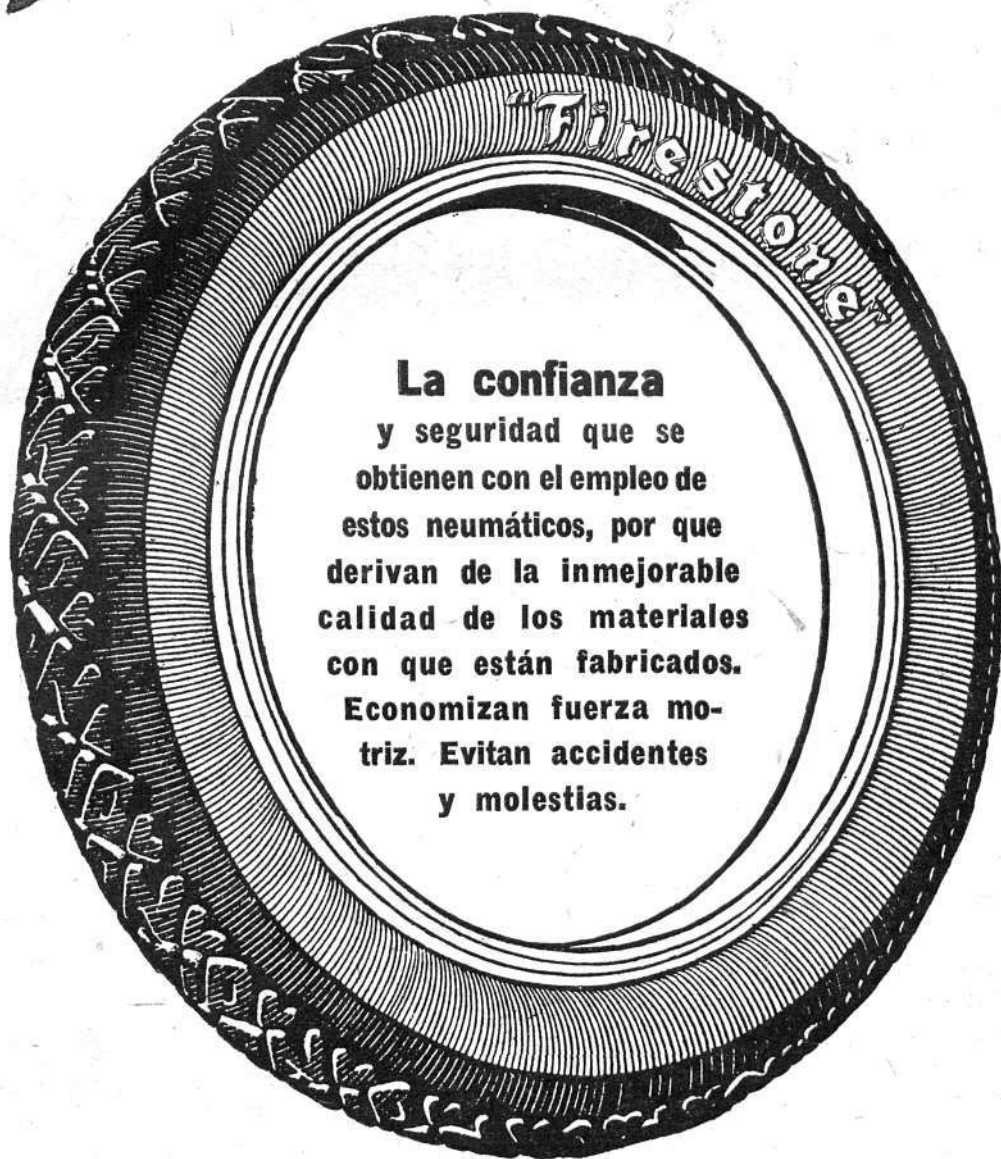 "Firestone"
La confianza
y seguridad que se
obtienen con el empleo de
estos neumáticos, por que
derivan de la inmejorable
calidad de los materiales
con que están fabricados.
Economizan fuerza mo-
triz. Evitan accidentes
y molestias.